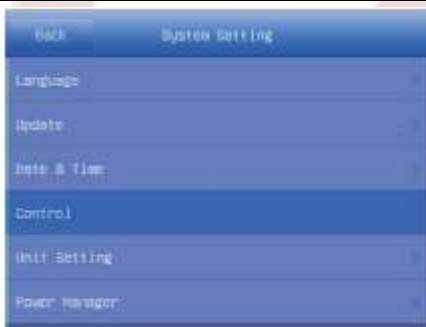 Back
System Setting
Language
Update
Date & Time
Control
Unit Setting
Power Manager